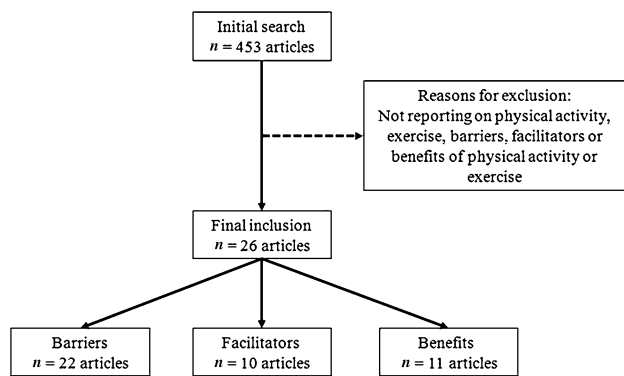 Initial search
n = 453 articles
Reasons for exclusion:
Not reporting on physical activity,
exercise, barriers, facilitators or
benefits of physical activity or
exercise
Final inclusion
n = 26 articles
Barriers
n = 22 articles
Facilitators
n = 10 articles
Benefits
n = 11 articles